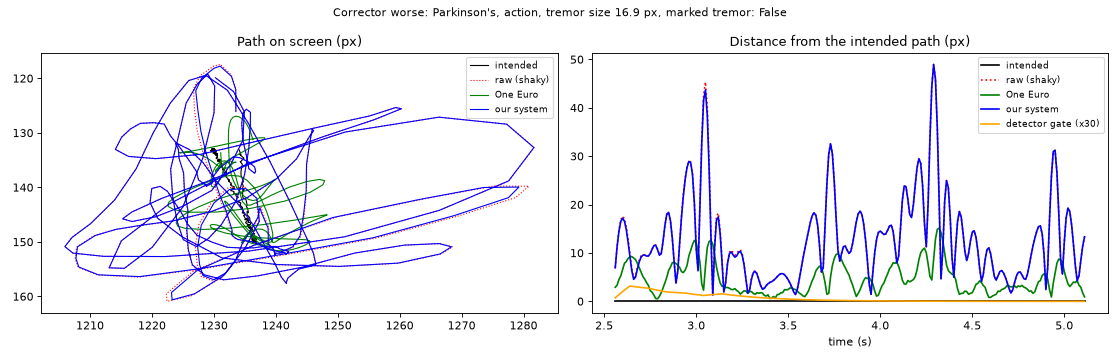 Corrector worse: Parkinson's, action, tremor size 16.9 px, marked tremor: False
Path on screen (px)
120
130
140
150
160
1210
1220
1230
1240
1250
1260
1270
1280
intended
raw (shaky)
One Euro
our system
Distance from the intended path (px)
50
40
30
20
10
0
2.5
3.0
3.5
4.0
4.5
5.0
time (s)
intended
raw (shaky)
One Euro
our system
detector gate (x30)